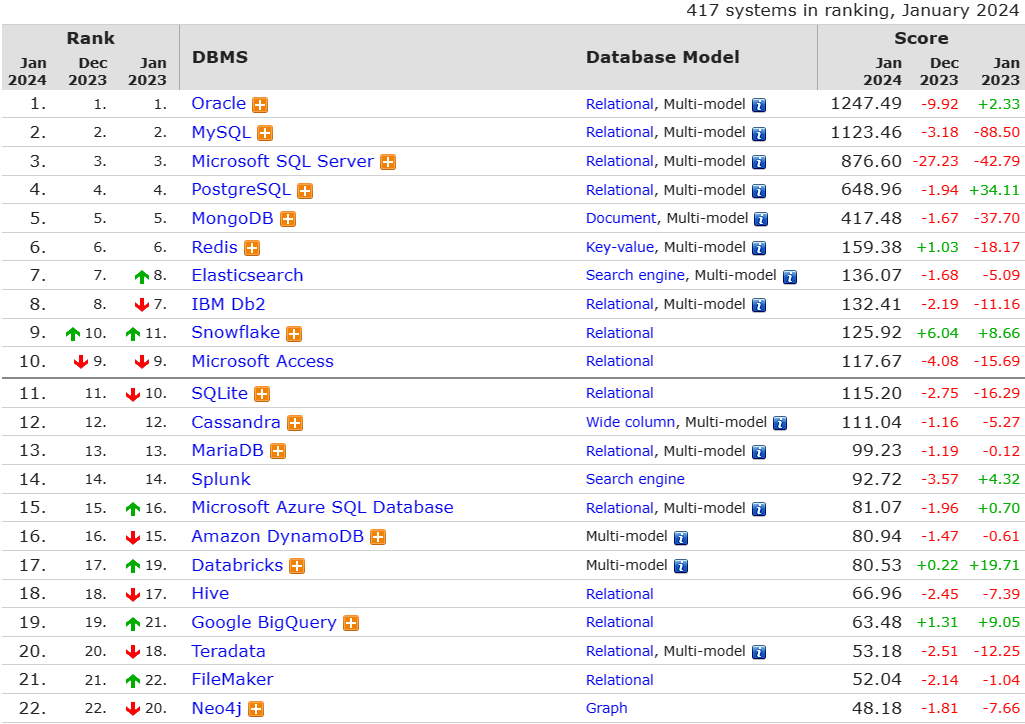 417 systems in ranking, January 2024
Rank DBMS Database Model Score
Jan 2024 Dec 2023 Jan 2023 Jan 2024 Dec 2023 Jan 2023
1. 1. 1. Oracle Relational, Multi-model 1247.49 -9.92 +2.33
2. 2. 2. MySQL Relational, Multi-model 1123.46 -3.18 -88.50
3. 3. 3. Microsoft SQL Server Relational, Multi-model 876.60 -27.23 -42.79
4. 4. 4. PostgreSQL Relational, Multi-model 648.96 -1.94 +34.11
5. 5. 5. MongoDB Document, Multi-model 417.48 -1.67 -37.70
6. 6. 6. Redis Key-value, Multi-model 159.38 +1.03 -18.17
7. 7. 8. Elasticsearch Search engine, Multi-model 136.07 -1.68 -5.09
8. 8. 7. IBM Db2 Relational, Multi-model 132.41 -2.19 -11.16
9. 10. 11. Snowflake Relational 125.92 +6.04 +8.66
10. 9. 9. Microsoft Access Relational 117.67 -4.08 -15.69
11. 11. 10. SQLite Relational 115.20 -2.75 -16.29
12. 12. 12. Cassandra Wide column, Multi-model 111.04 -1.16 -5.27
13. 13. 13. MariaDB Relational, Multi-model 99.23 -1.19 -0.12
14. 14. 14. Splunk Search engine 92.72 -3.57 +4.32
15. 15. 16. Microsoft Azure SQL Database Relational, Multi-model 81.07 -1.96 +0.70
16. 16. 15. Amazon DynamoDB Multi-model 80.94 -1.47 -0.61
17. 17. 19. Databricks Multi-model 80.53 +0.22 +19.71
18. 18. 17. Hive Relational 66.96 -2.45 -7.39
19. 19. 21. Google BigQuery Relational 63.48 +1.31 +9.05
20. 20. 18. Teradata Relational, Multi-model 53.18 -2.51 -12.25
21. 21. 22. FileMaker Relational 52.04 -2.14 -1.04
22. 22. 20. Neo4j Graph 48.18 -1.81 -7.66